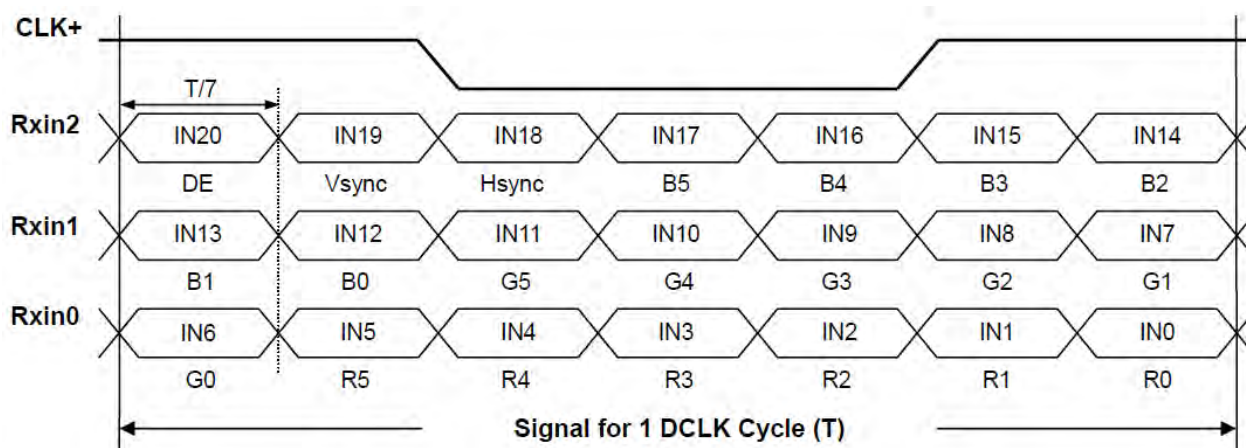 CLK+
T/7
Rxin2 IN20 IN19 IN18 IN17 IN16 IN15 IN14
DE Vsync Hsync B5 B4 B3 B2
Rxin1 IN13 IN12 IN11 IN10 IN9 IN8 IN7
B1 B0 G5 G4 G3 G2 G1
Rxin0 IN6 IN5 IN4 IN3 IN2 IN1 IN0
G0 R5 R4 R3 R2 R1 R0
Signal for 1 DCLK Cycle (T)